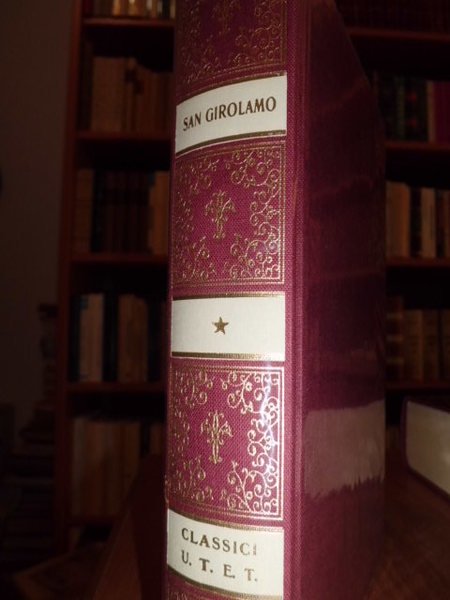 SAN GIROLAMO
★
CLASSICI
U. T. E. T.